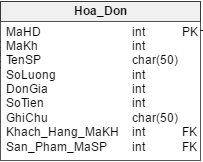 Hoa_Don
MaHD int PK
MaKh int
TenSP char(50)
SoLuong int
DonGia int
SoTien int
GhiChu char(50)
Khach_Hang_MaKH int FK
San_Pham_MaSP int FK